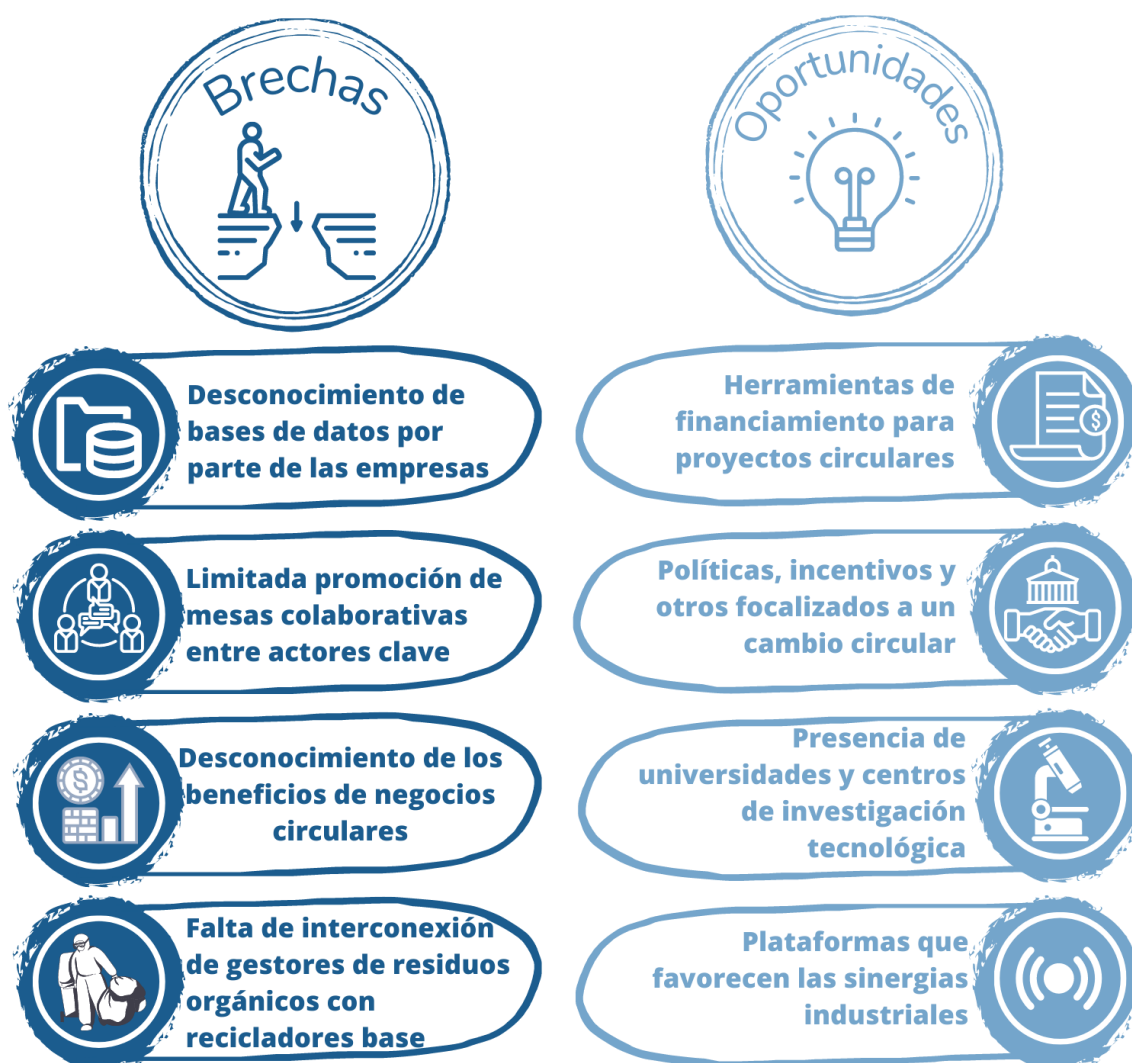 Brechas
Desconocimiento de
bases de datos por
parte de las empresas
Limitada promoción de
mesas colaborativas
entre actores clave
Desconocimiento de los
beneficios de negocios
circulares
Falta de interconexión
de gestores de residuos
orgánicos con
recicladores base
Oportunidades
Herramientas de
financiamiento para
proyectos circulares
Políticas, incentivos y
otros focalizados a un
cambio circular
Presencia de
universidades y centros
de investigación
tecnológica
Plataformas que
favorecen las sinergias
industriales